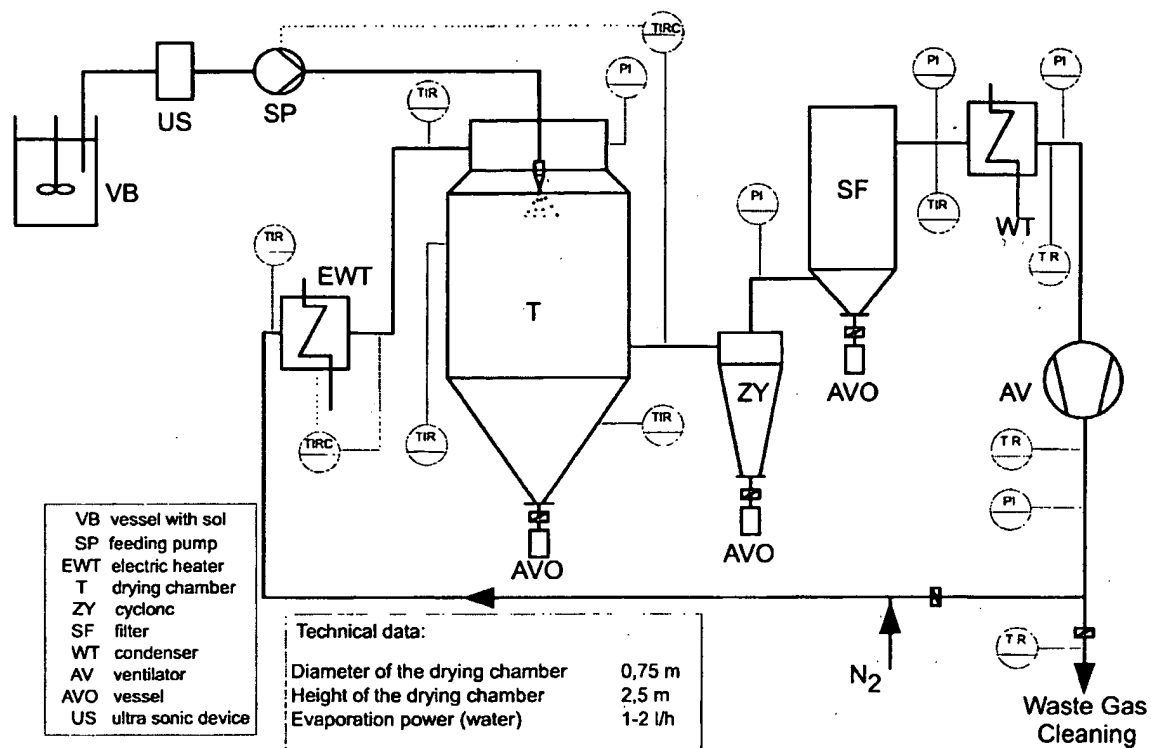 TIRC
PI
PI
PI
TIR
SP
US
VB
SF
TIR
WT
PI
T R
TIR
EWT
T
ZY
AVO
AV
TIRC
TIR
TIR
T R
PI
AVO
AVO
VB vessel with sol
SP feeding pump
EWT electric heater
T drying chamber
ZY cyclonc
SF filter
WT condenser
AV ventilator
AVO vessel
US ultra sonic device
Technical data:
Diameter of the drying chamber 0,75 m
Height of the drying chamber 2,5 m
Evaporation power (water) 1-2 l/h
N2
T R
Waste Gas
Cleaning